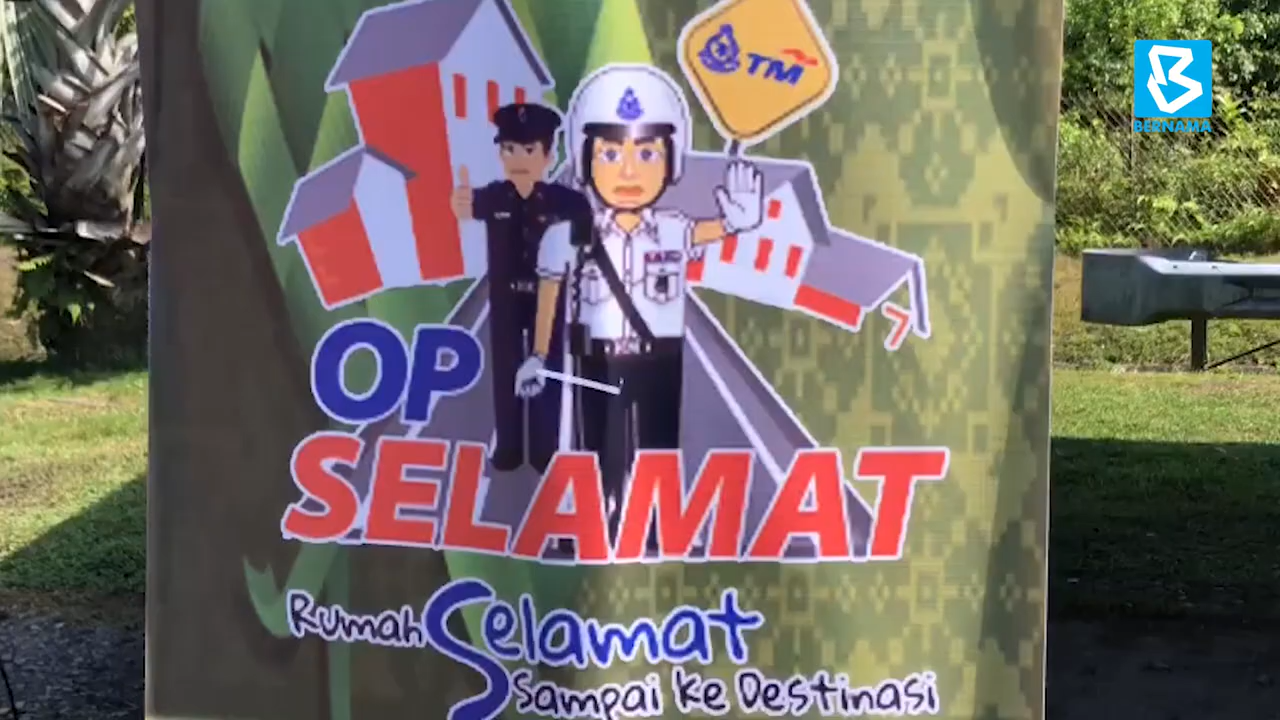 BERNAMA
TM
OP
SELAMAT
Rumah Selamat
Sampai ke Destinasi